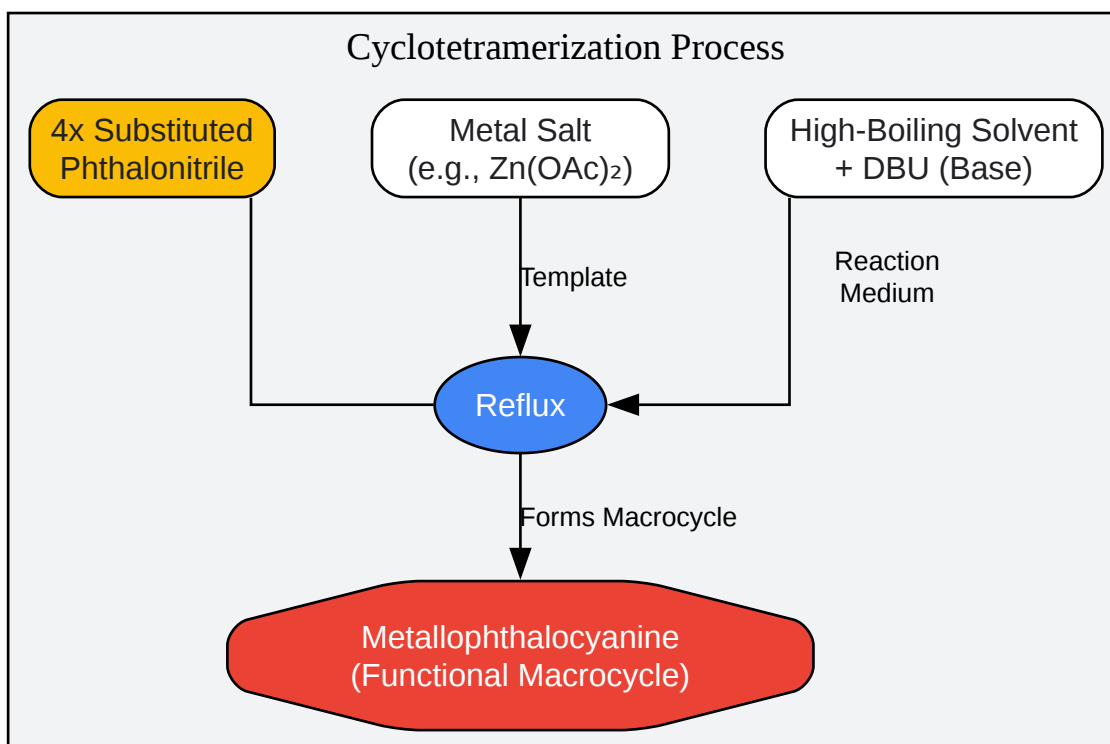 Cyclotetramerization Process
4x Substituted
Phthalonitrile
Metal Salt
(e.g., Zn(OAc)₂)
High-Boiling Solvent
+ DBU (Base)
Template
Reaction
Medium
Reflux
Forms Macrocycle
Metallophthalocyanine
(Functional Macrocycle)